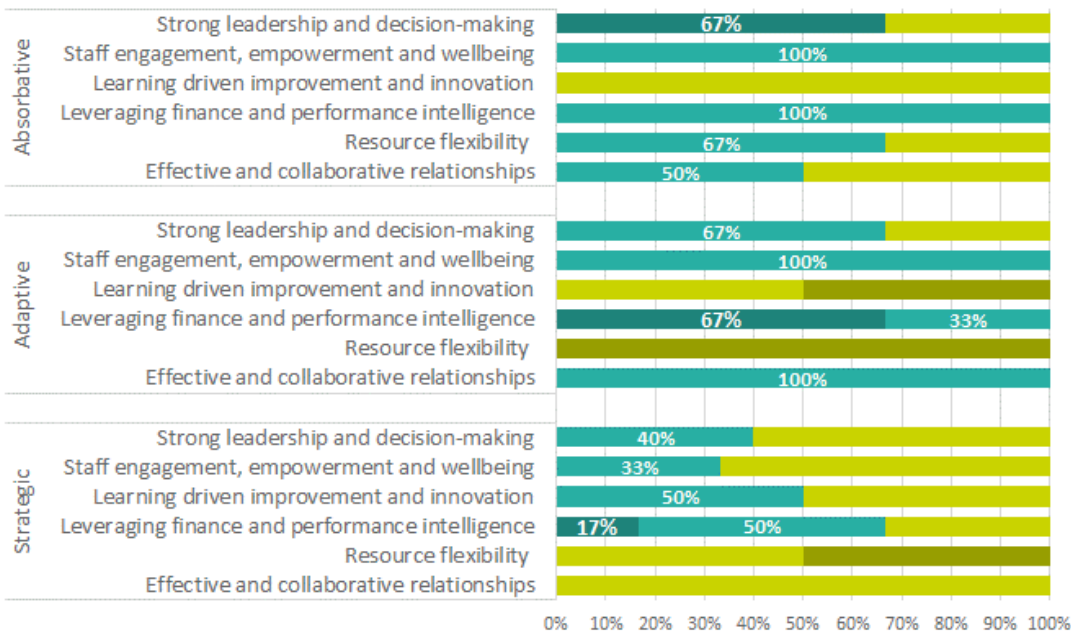 Absorbative
Strong leadership and decision-making 67%
Staff engagement, empowerment and wellbeing 100%
Learning driven improvement and innovation
Leveraging finance and performance intelligence 100%
Resource flexibility 67%
Effective and collaborative relationships 50%
Adaptive
Strong leadership and decision-making 67%
Staff engagement, empowerment and wellbeing 100%
Learning driven improvement and innovation
Leveraging finance and performance intelligence 67% 33%
Resource flexibility
Effective and collaborative relationships 100%
Strategic
Strong leadership and decision-making 40%
Staff engagement, empowerment and wellbeing 33%
Learning driven improvement and innovation 50%
Leveraging finance and performance intelligence 17% 50%
Resource flexibility
Effective and collaborative relationships
0% 10% 20% 30% 40% 50% 60% 70% 80% 90% 100%